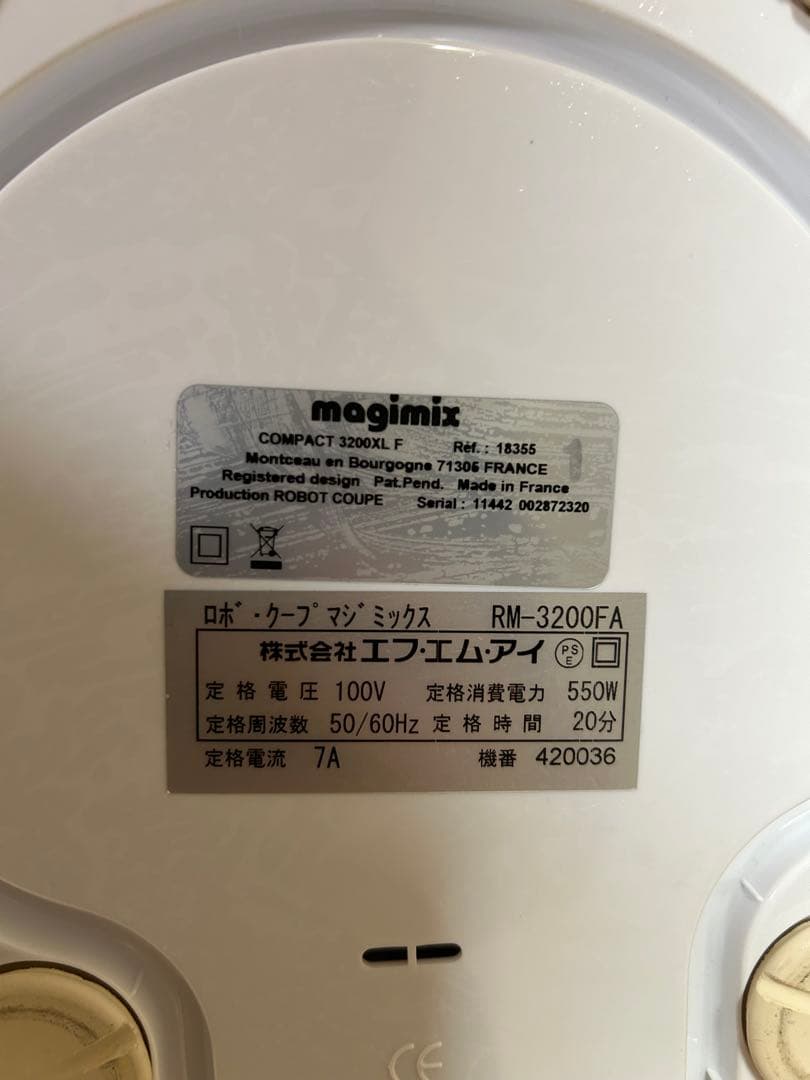 magimix
COMPACT 3200XL F Réf. : 18355 1
Montceau en Bourgogne 71306 FRANCE
Registered design Pat.Pend. Made in France
Production ROBOT COUPE Serial : 11442 002872320
ロボ・クープマジミックス RM-3200FA
株式会社エフ・エム・アイ PSE
定格電圧 100V 定格消費電力 550W
定格周波数 50/60Hz 定格時間 20分
定格電流 7A 機番 420036
CE